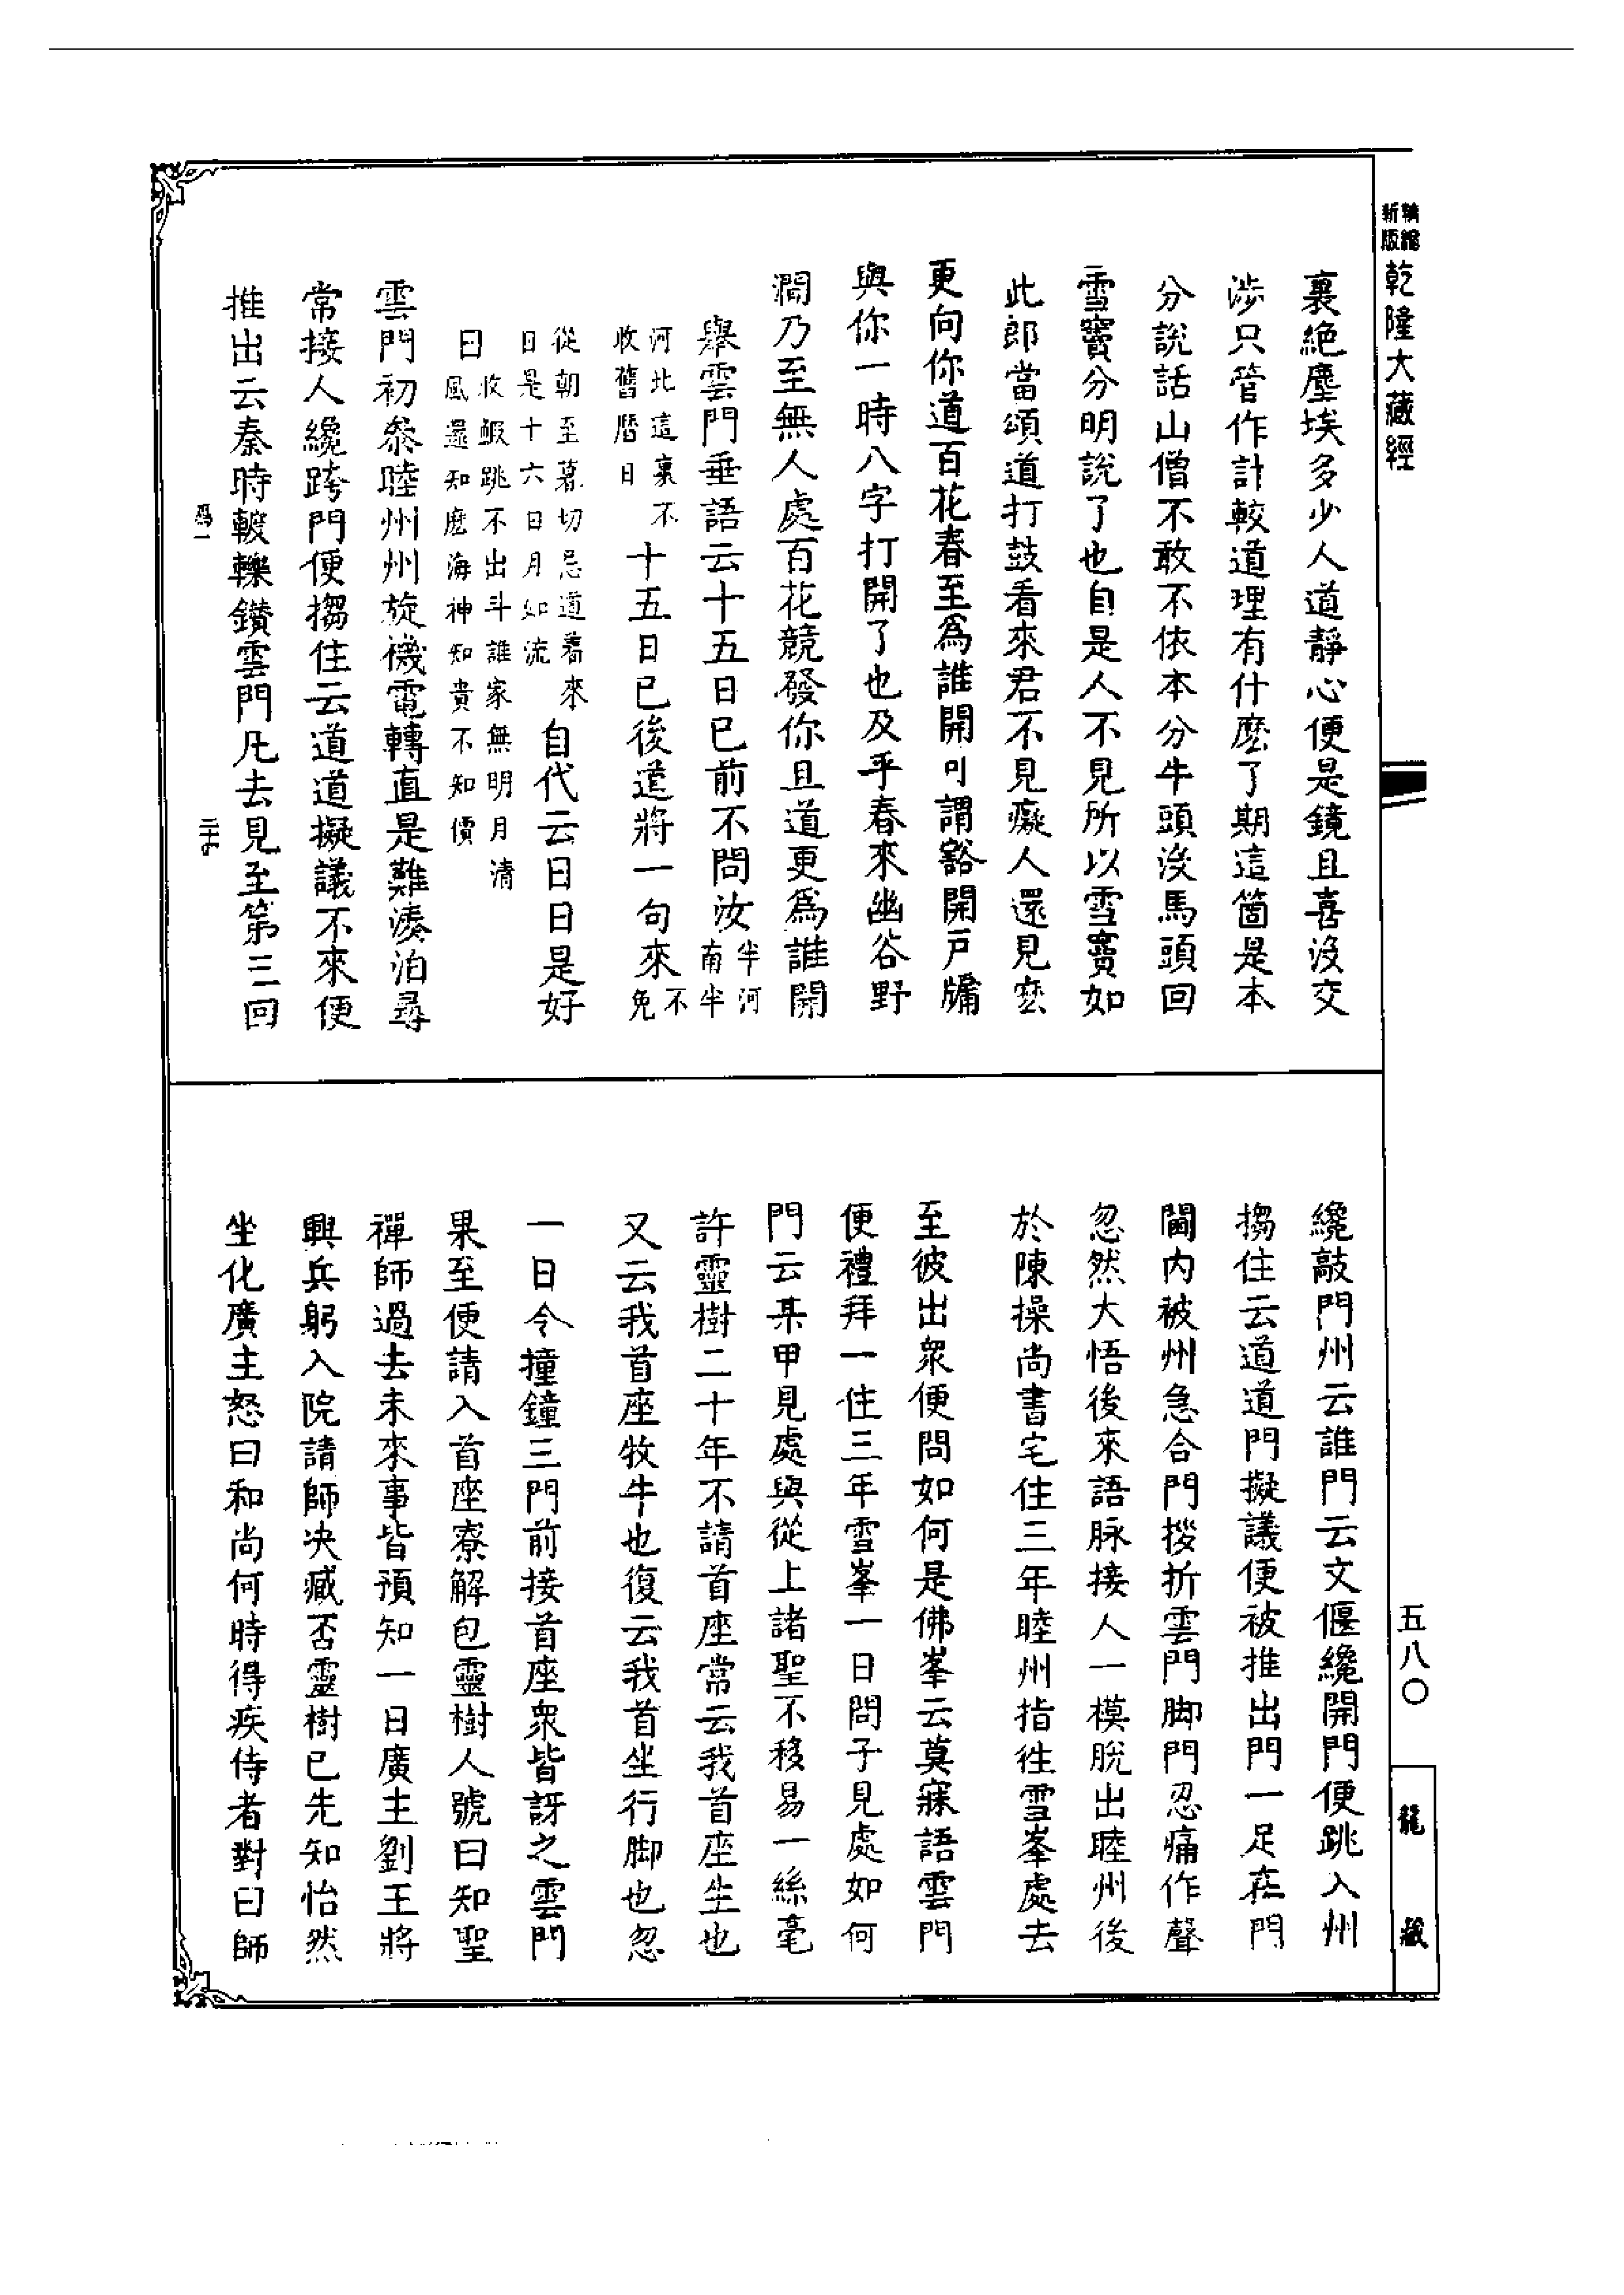 新版 精縮 乾隆大藏經
裏絶塵埃多少人道靜心便是鏡且喜沒交
涉只管作計較道理有什麽了期這箇是本
分說話山僧不敢不依本分牛頭沒馬頭回
雪竇分明說了也自是人不見所以雪竇如
此郎當頌道打鼓看來君不見癡人還見麽
更向你道百花春至爲誰開可謂豁開戶牖
與你一時八字打開了也及乎春來幽谷野
澗乃至無人處百花競發你且道更爲誰開
舉雲門垂語云十五日已前不問汝半河南半
河北這裏不收舊曆日十五日已後道將一句來不免
從朝至暮切忌道着來日是十六日月如流自代云日日是好
日收鰕跳不出斗誰家無明月清風還知麽海神知貴不知價
雲門初參睦州州旋機電轉直是難湊泊尋
常接人纔跨門便搊住云道道擬議不來便
推出云秦時𨍏轢鑽雲門凡去見至第三回
纔敲門州云誰門云文偃纔開門便跳入州
搊住云道道門擬議便被推出門一足在門
閫内被州急合門拶折雲門脚門忍痛作聲
忽然大悟後來語脉接人一模脫出睦州後
於陳操尚書宅住三年睦州指往雪峯處去
至彼出衆便問如何是佛峯云莫寐語雲門
便禮拜一住三年雪峯一日問子見處如何
門云某甲見處與從上諸聖不移易一絲毫
許靈樹二十年不請首座常云我首座生也
又云我首座牧牛也復云我首坐行脚也忽
一日令撞鐘三門前接首座衆皆訝之雲門
果至便請入首座寮解包靈樹人號曰知聖
禪師過去未來事皆預知一日廣主劉王將
興兵躬入院請師決臧否靈樹已先知怡然
坐化廣主怒曰和尚何時得疾侍者對曰師
五八〇
龍藏